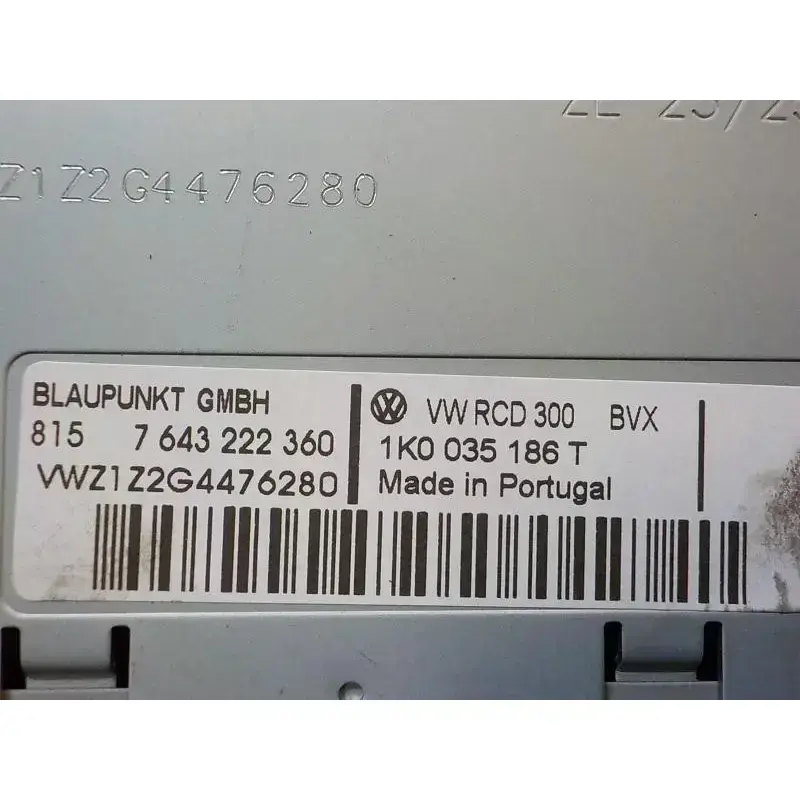 Z1Z2G4476280
BLAUPUNKT GMBH
815 7 643 222 360
VWZ1Z2G4476280
VW RCD 300 BVX
1K0 035 186 T
Made in Portugal